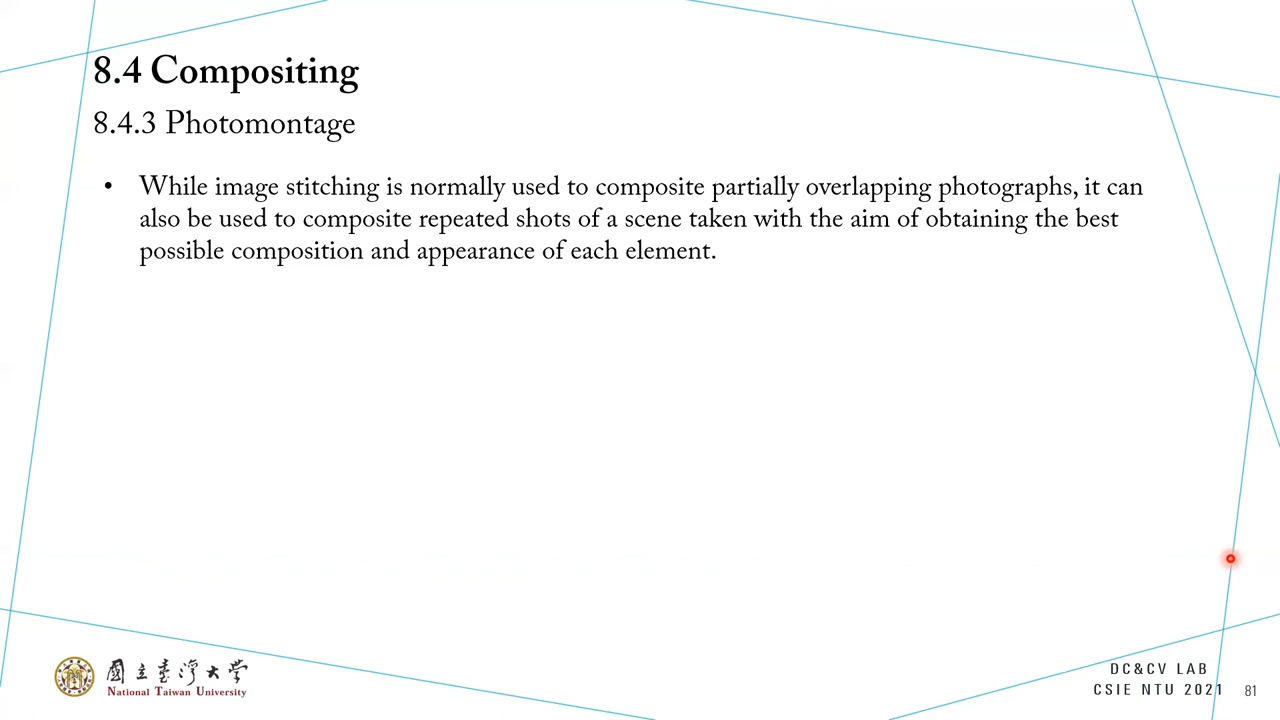 8.4 Compositing
8.4.3 Photomontage
• While image stitching is normally used to composite partially overlapping photographs, it can
also be used to composite repeated shots of a scene taken with the aim of obtaining the best
possible composition and appearance of each element.
國立臺灣大學
National Taiwan University
DC&CV LAB
CSIE NTU 2021
81